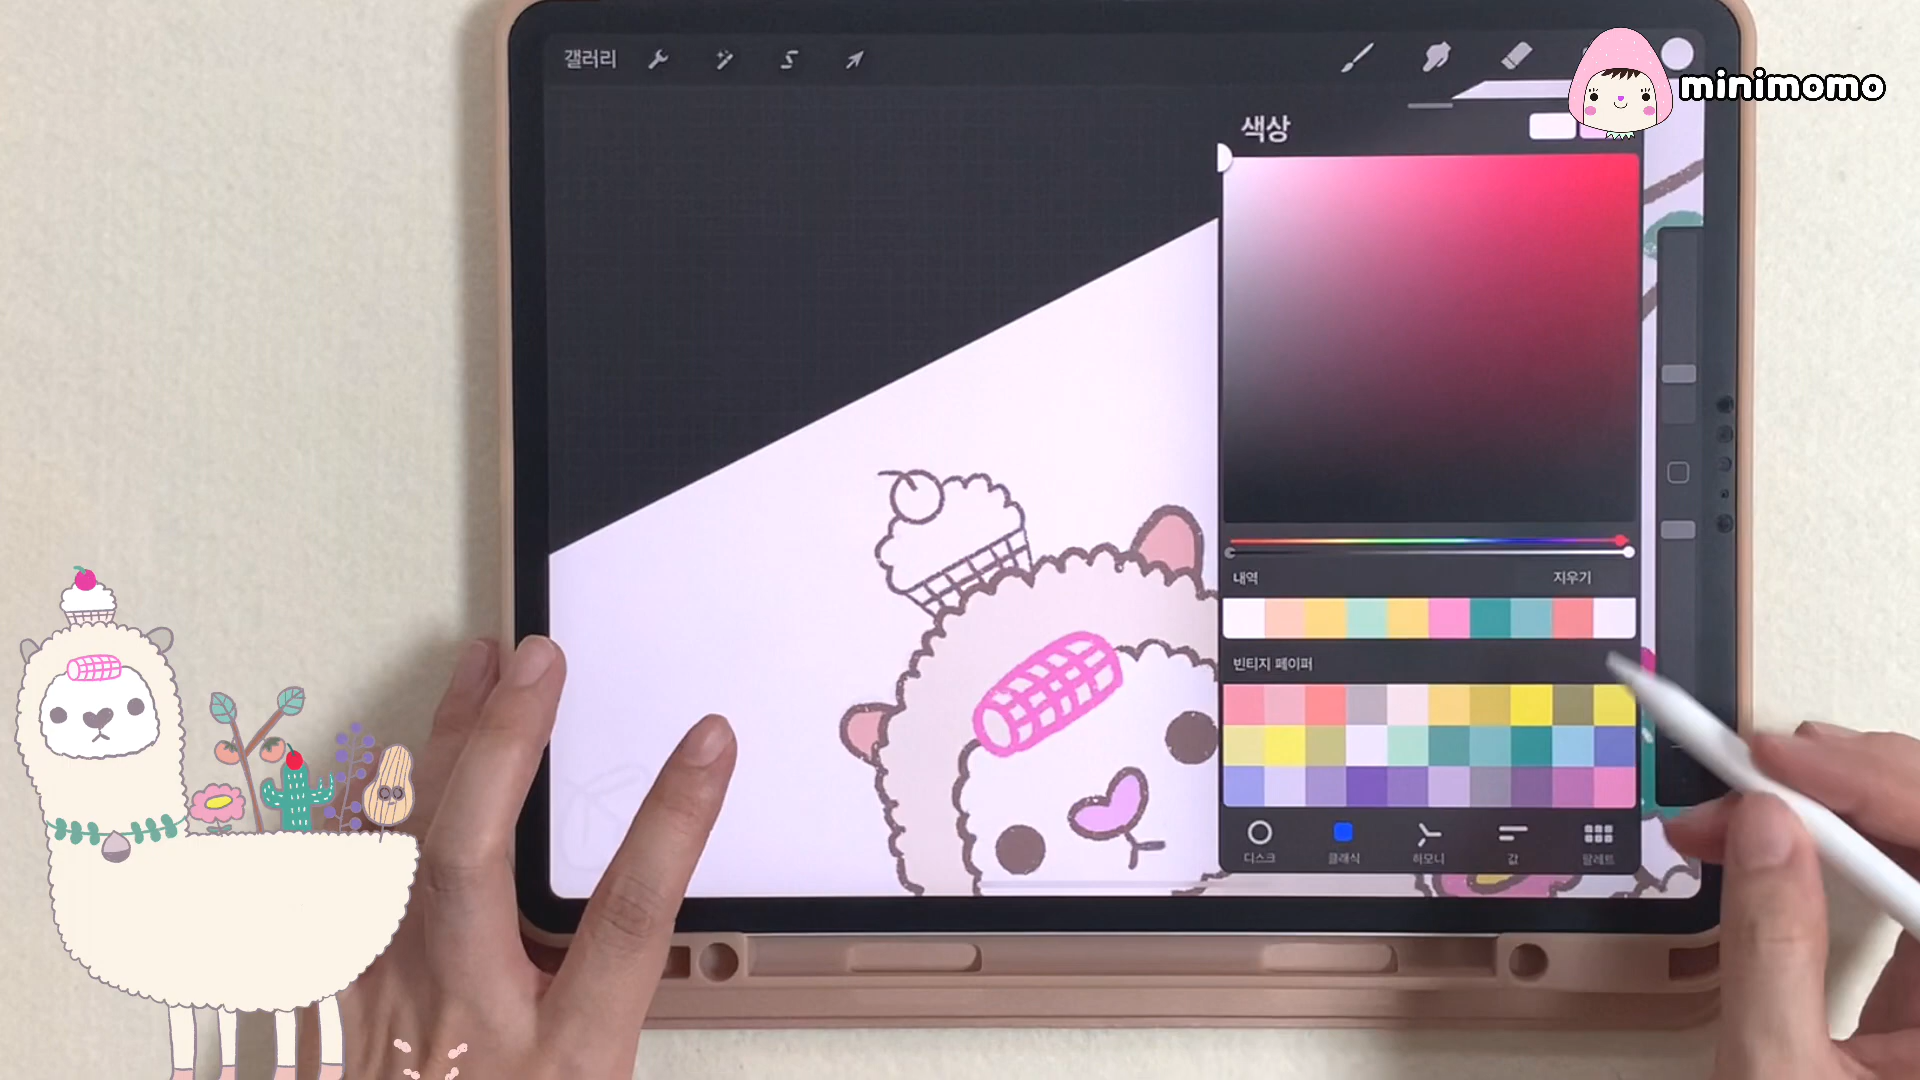 갤러리
minimomo
색상
내역
지우기
빈티지 페이퍼
디스크
클래식
하모니
값
팔레트